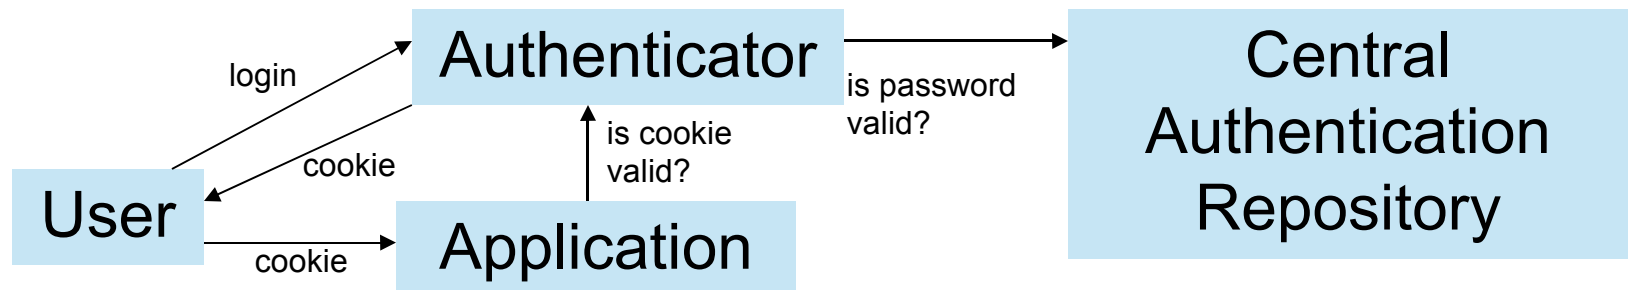 Authenticator
Central
Authentication
Repository
login
is password
valid?
is cookie
valid?
cookie
User
Application
cookie